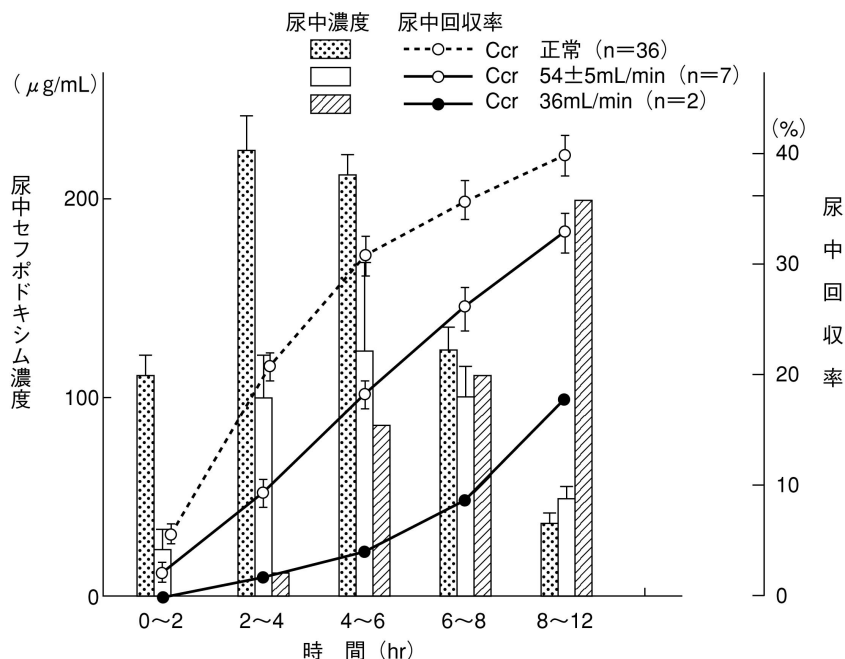 尿中濃度 尿中回収率
Ccr 正常（n＝36）
Ccr 54±5mL/min（n＝7）
Ccr 36mL/min（n＝2）
（μg/mL）
尿中セフポドキシム濃度
200
100
0
(%)
40
30
20
10
0
尿中回収率
0～2 2～4 4～6 6～8 8～12
時 間（hr）